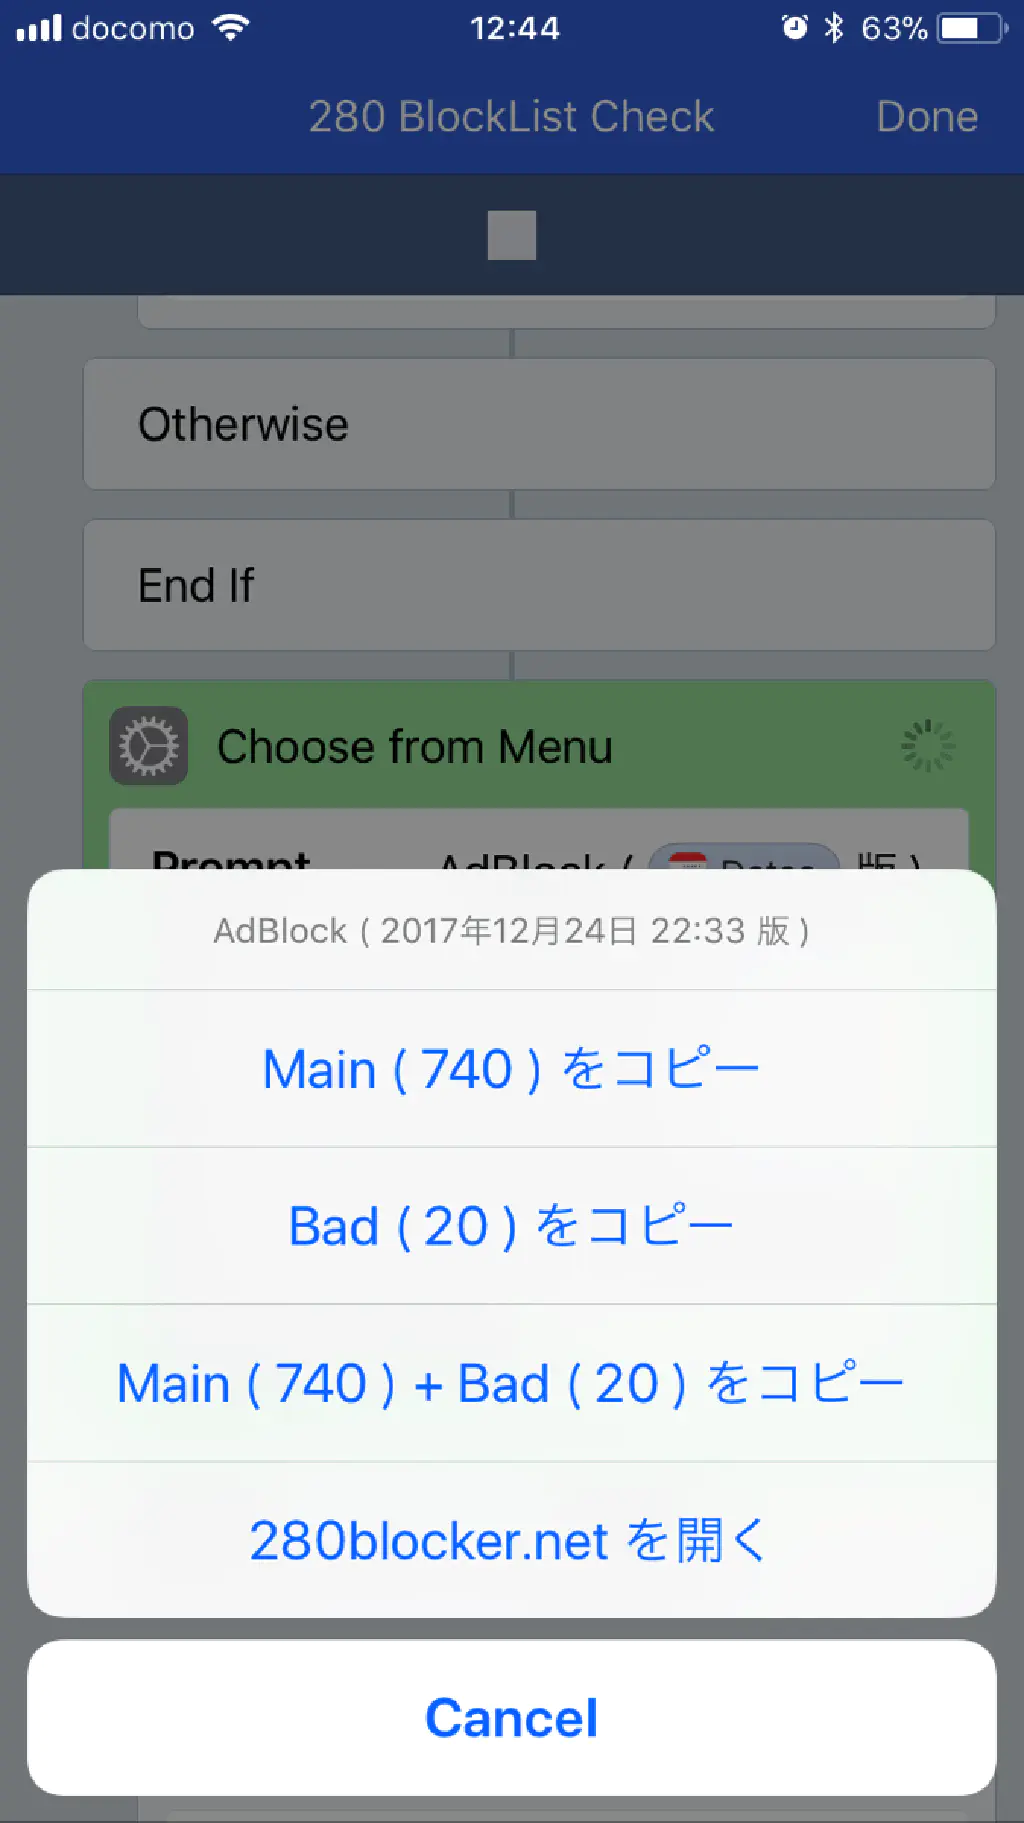 docomo 12:44 63%
280 BlockList Check Done
Otherwise
End If
Choose from Menu
Prompt AdBlock ( Dates 版 )
AdBlock ( 2017年12月24日 22:33 版 )
Main ( 740 ) をコピー
Bad ( 20 ) をコピー
Main ( 740 ) + Bad ( 20 ) をコピー
280blocker.net を開く
Cancel